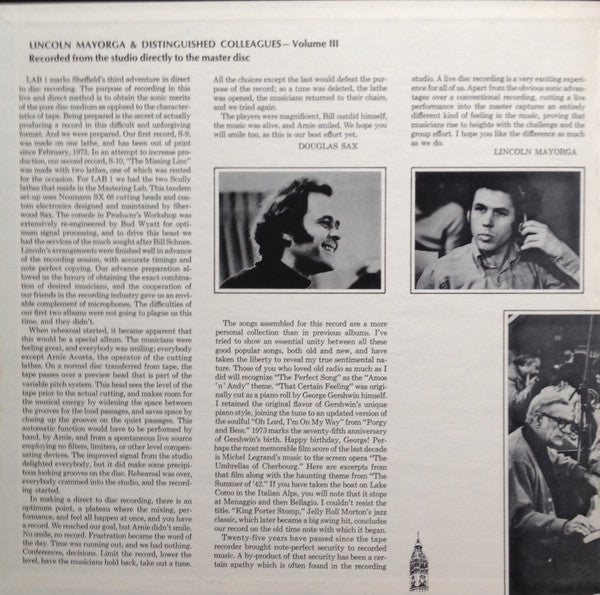 LINCOLN MAYORGA & DISTINGUISHED COLLEAGUES—Volume III
Recorded from the studio directly to the master disc
LAB 1 marks Sheffield's third adventure in direct
to disc recording. The purpose of recording in this
live and direct method is to obtain the sonic merits
of the pure disc medium as opposed to the character-
istics of tape. Being prepared is the secret of actually
producing a record in this difficult and unforgiving
format. And we were prepared. Our first record, S-9,
was made on one lathe, and has been out of print
since February, 1973. In an attempt to increase pro-
duction, our second record, S-10, "The Missing Linc"
was made with two lathes, one of which was rented
for the occasion. For LAB 1 we had the two Scully
lathes that reside in the Mastering Lab. This tandem
set-up uses Neumann SX 68 cutting heads and cus-
tom electronics designed and maintained by Sher-
wood Sax. The console in Producer's Workshop was
extensively re-engineered by Bud Wyatt for opti-
mum signal processing, and to drive this beast we
had the services of the much sought after Bill Schnee.
Lincoln's arrangements were finished well in advance
of the recording session, with accurate timings and
note perfect copying. Our advance preparation al-
lowed us the luxury of obtaining the exact combina-
tion of desired musicians, and the cooperation of
our friends in the recording industry gave us an envi-
able complement of microphones. The difficulties of
our first two albums were not going to plague us this
time, and they didn't.
When rehearsal started, it became apparent that
this would be a special album. The musicians were
feeling great, and everybody was smiling; everybody
except Arnie Acosta, the operator of the cutting
lathes. On a normal disc transferred from tape, the
tape passes over a preview head that is part of the
variable pitch system. This head sees the level of the
tape prior to the actual cutting, and makes room for
the musical energy by widening the space between
the grooves for the loud passages, and saves space by
closing up the grooves on the quiet passages. This
automatic function would have to be performed by
hand, by Arnie, and from a spontaneous live source
employing no filters, limiters, or other level compen-
sating devices. The improved signal from the studio
delighted everybody, but it did make some precipi-
tious looking grooves on the disc. Rehearsal was over,
everybody crammed into the studio, and the record-
ing started.
In making a direct to disc recording, there is an
optimum point, a plateau where the mixing, per-
formance, and feel all happen at once, and you have
a record. We reached our goal, but Arnie didn't smile.
No smile, no record. Frustration became the word of
the day. Time was running out, and we had nothing.
Conferences, decisions. Limit the record, lower the
level, have the musicians hold back, take out a tune.
All the choices except the last would defeat the pur-
pose of the record; so a tune was deleted, the lathe
was opened, the musicians returned to their chairs,
and we tried again.
The players were magnificent, Bill outdid himself,
the music was alive, and Arnie smiled. We hope you
will smile too, as this is our best effort yet.
DOUGLAS SAX
The songs assembled for this record are a more
personal collection than in previous albums. I've
tried to show an essential unity between all these
good popular songs, both old and new, and have
taken the liberty to reveal my true sentimental na-
ture. Those of you who loved old radio as much as I
did will recognize "The Perfect Song" as the "Amos
'n' Andy" theme. "That Certain Feeling" was origi-
nally cut as a piano roll by George Gershwin himself.
I retained the original flavor of Gershwin's unique
piano style, joining the tune to an updated version of
the soulful "Oh Lord, I'm On My Way" from "Porgy
and Bess." 1973 marks the seventy-fifth anniversary
of Gershwin's birth. Happy birthday, George! Per-
haps the most memorable film score of the last decade
is Michel Legrand's music to the screen opera "The
Umbrellas of Cherbourg." Here are excerpts from
that film along with the haunting theme from "The
Summer of '42." If you have taken the boat on Lake
Como in the Italian Alps, you will note that it stops
at Menaggio and then Bellagio. I couldn't resist the
title. "King Porter Stomp," Jelly Roll Morton's jazz
classic, which later became a big swing hit, concludes
our record on the old time note with which it began.
Twenty-five years have passed since the tape
recorder brought note-perfect security to recorded
music. A by-product of that security has been a cer-
tain apathy which is often found in the recording
studio. A live disc recording is a very exciting experi-
ence for all of us. Apart from the obvious sonic advan-
tages over a conventional recording, cutting a live
performance into the master captures an entirely
different kind of feeling in the music, proving that
musicians rise to heights with the challenge and the
group effort. I hope you like the difference as much
as we do.
LINCOLN MAYORGA